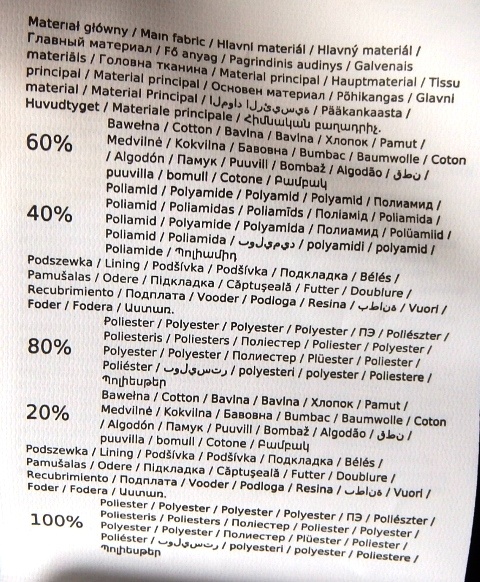 Materiał główny / Main fabric / Hlavní materiál / Hlavný materiál /
Главный материал / Fő anyag / Pagrindinis audinys / Galvenais
materiāls / Головна тканина / Material principal / Hauptmaterial / Tissu
principal / Material principal / Основен материал / Põhikangas / Glavni
material / Material Principal / المواد الرئيسية / Pääkankaasta /
Huvudtyget / Materiale principale / Հիմնական բաղադրիչ.
60% Bawełna / Cotton / Bavlna / Bavlna / Хлопок / Pamut /
Medvilnė / Kokvilna / Бавовна / Bumbac / Baumwolle / Coton
/ Algodón / Памук / Puuvill / Bombaž / Algodão / قطن /
puuvilla / bomull / Cotone / Բամբակ
40% Poliamid / Polyamide / Polyamid / Polyamid / Полиамид /
Poliamid / Poliamidas / Poliamīds / Поліамід / Poliamida /
Polyamid / Polyamide / Polyamida / Полиамид / Polüamiid /
Poliamid / Poliamida / بوليميد / polyamidi / polyamid /
Poliamide / Պոլիամիդ
Podszewka / Lining / Podšívka / Podšívka / Подкладка / Bélés /
Pamušalas / Odere / Підкладка / Căptuşeală / Futter / Doublure /
Recubrimiento / Подплата / Vooder / Podloga / Resina / بطانة / Vuori /
Foder / Fodera / Աստառ.
80% Poliester / Polyester / Polyester / Polyester / ПЭ / Poliészter /
Poliesteris / Poliesters / Поліестер / Poliester / Polyester /
Polyester / Polyester / Полиестер / Plüester / Poliester /
Poliéster / بوليستر / polyesteri / polyester / Poliestere /
Պոլիեսթեր
20% Bawełna / Cotton / Bavlna / Bavlna / Хлопок / Pamut /
Medvilnė / Kokvilna / Бавовна / Bumbac / Baumwolle / Coton
/ Algodón / Памук / Puuvill / Bombaž / Algodão / قطن /
puuvilla / bomull / Cotone / Բամբակ
Podszewka / Lining / Podšívka / Podšívka / Подкладка / Bélés /
Pamušalas / Odere / Підкладка / Căptuşeală / Futter / Doublure /
Recubrimiento / Подплата / Vooder / Podloga / Resina / بطانة / Vuori /
Foder / Fodera / Աստառ.
100% Poliester / Polyester / Polyester / Polyester / ПЭ / Poliészter /
Poliesteris / Poliesters / Поліестер / Poliester / Polyester /
Polyester / Polyester / Полиестер / Plüester / Poliester /
Poliéster / بوليستر / polyesteri / polyester / Poliestere /
Պոլիեսթեր